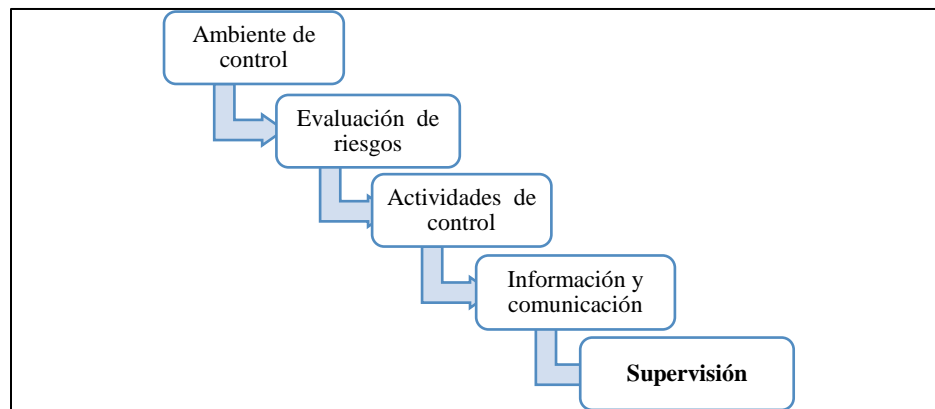 Ambiente de
control
Evaluación de
riesgos
Actividades de
control
Información y
comunicación
Supervisión